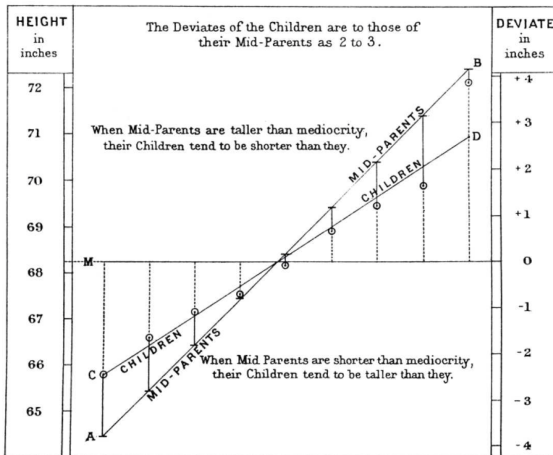 HEIGHT
in
inches
The Deviates of the Children are to those of
their Mid-Parents as 2 to 3.
DEVIATE
in
inches
B
+4
72
When Mid-Parents are taller than mediocrity,
their Children tend to be shorter than they.
MID-PARENTS
CHILDREN
D
71
+3
70
+2
69
+1
M
68
0
67
-1
66
-2
C
CHILDREN
MID-PARENTS
When Mid Parents are shorter than mediocrity,
their Children tend to be taller than they.
65
-3
A
-4